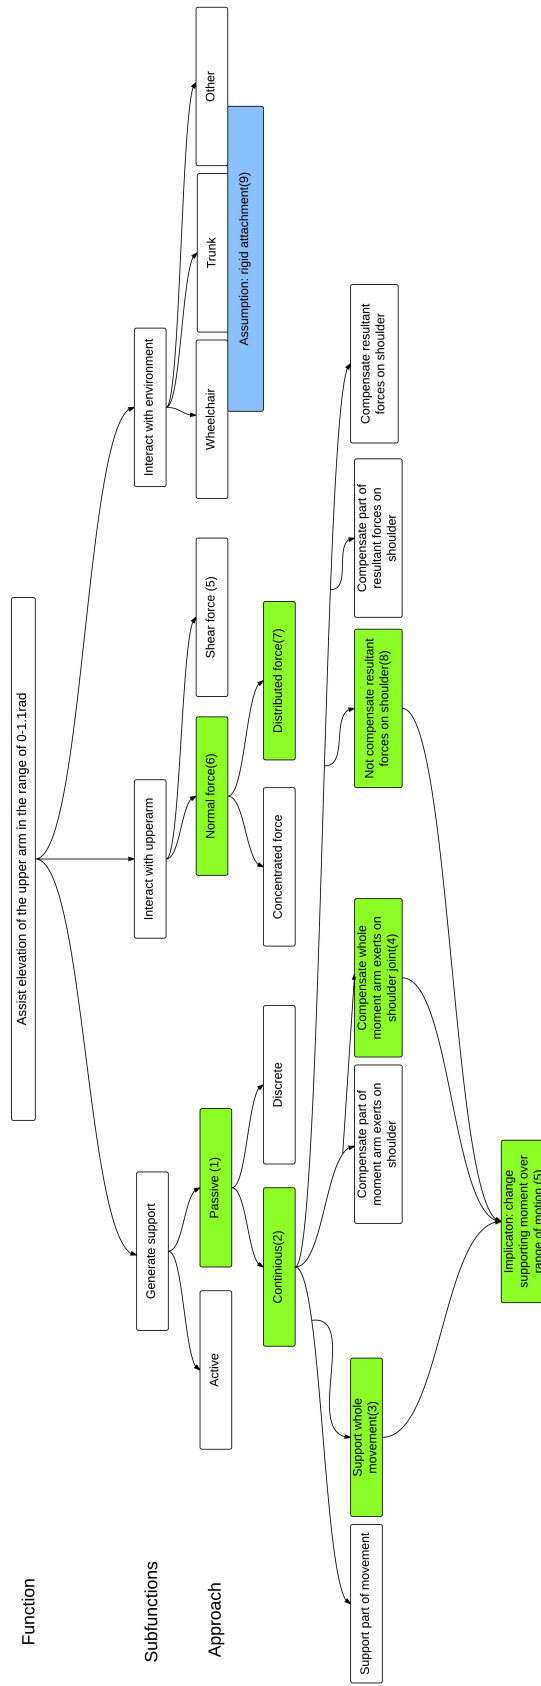 Function
Assist elevation of the upper arm in the range of 0-1.1rad
Subfunctions
Generate support
Interact with upperarm
Interact with environment
Approach
Active
Passive (1)
Normal force(6)
Shear force (5)
Wheelchair
Trunk
Other
Assumption: rigid attachment(9)
Continious(2)
Discrete
Concentrated force
Distributed force(7)
Support part of movement
Support whole
movement(3)
Compensate part of
moment arm exerts on
shoulder
Compensate whole
moment arm exerts on
shoulder joint(4)
Not compensate resultant
forces on shoulder(8)
Compensate part of
resultant forces on
shoulder
Compensate resultant
forces on shoulder
Implicaton: change
supporting moment over
range of motion (5)